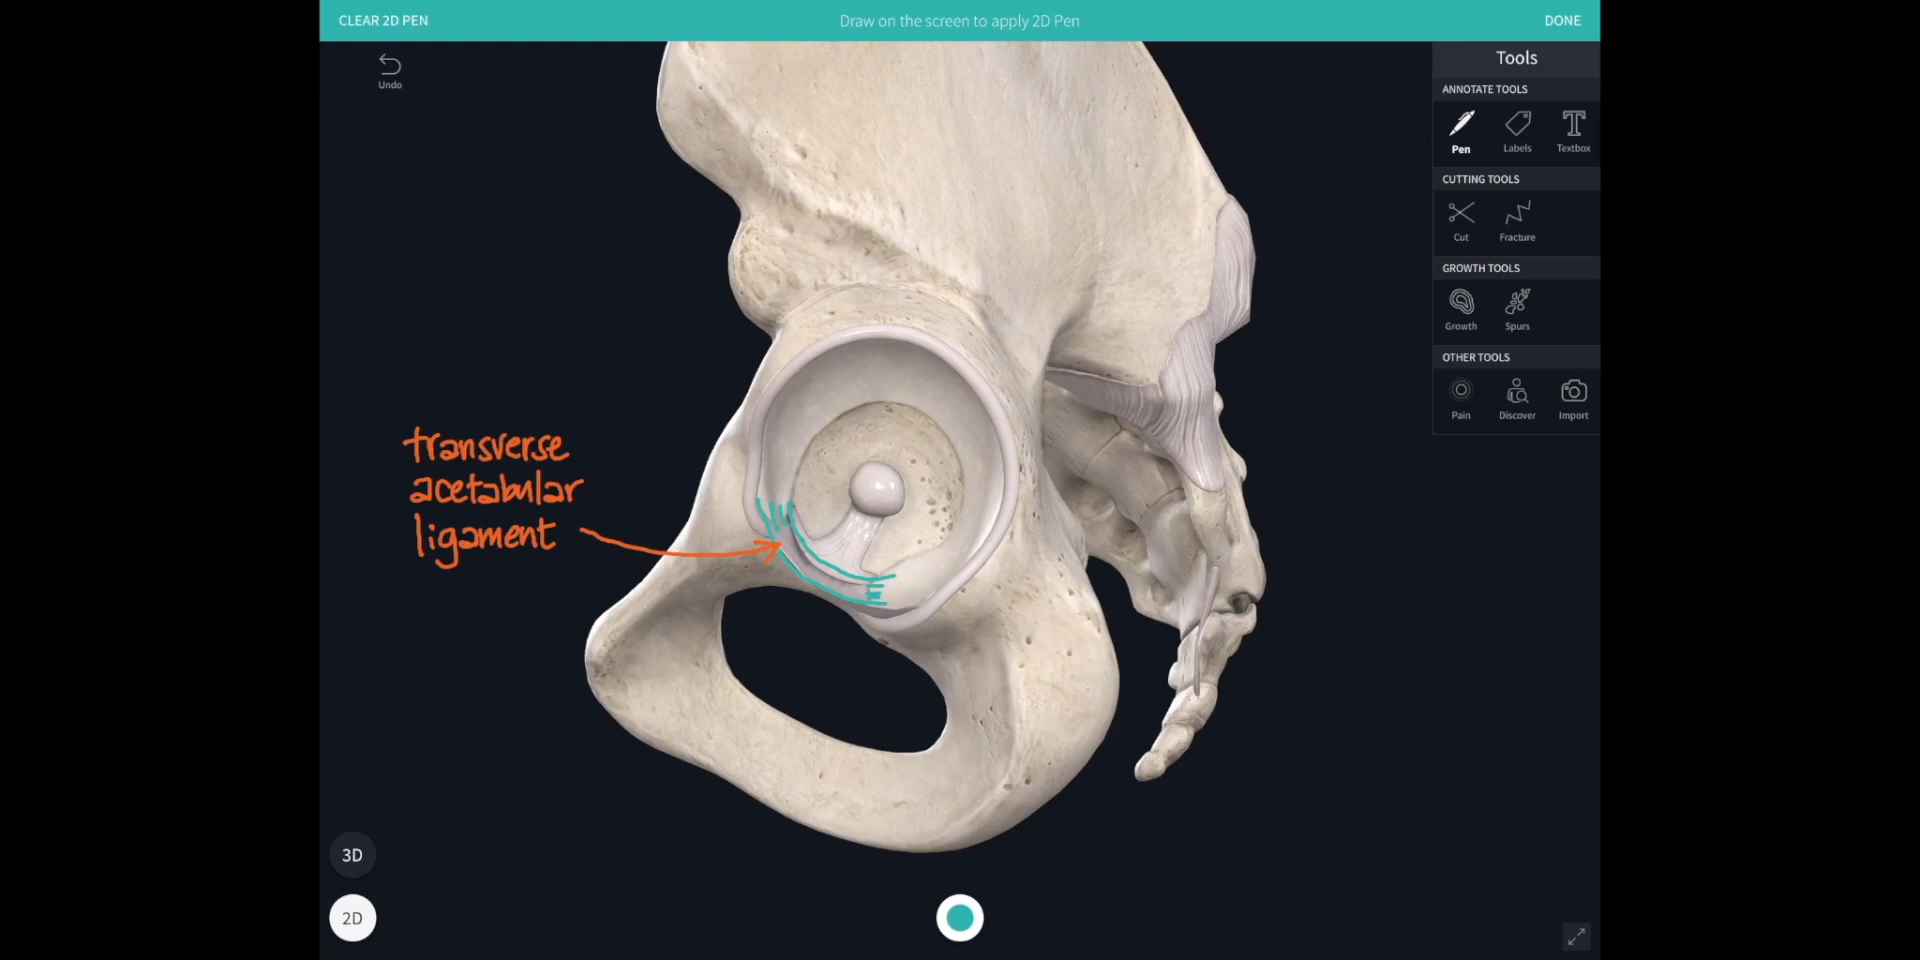 CLEAR 2D PEN
Draw on the screen to apply 2D Pen
DONE
Undo
Tools
ANNOTATE TOOLS
Pen
Labels
Textbox
CUTTING TOOLS
Cut
Fracture
GROWTH TOOLS
Growth
Spurs
OTHER TOOLS
Pain
Discover
Import
transverse
acetabular
ligament
3D
2D